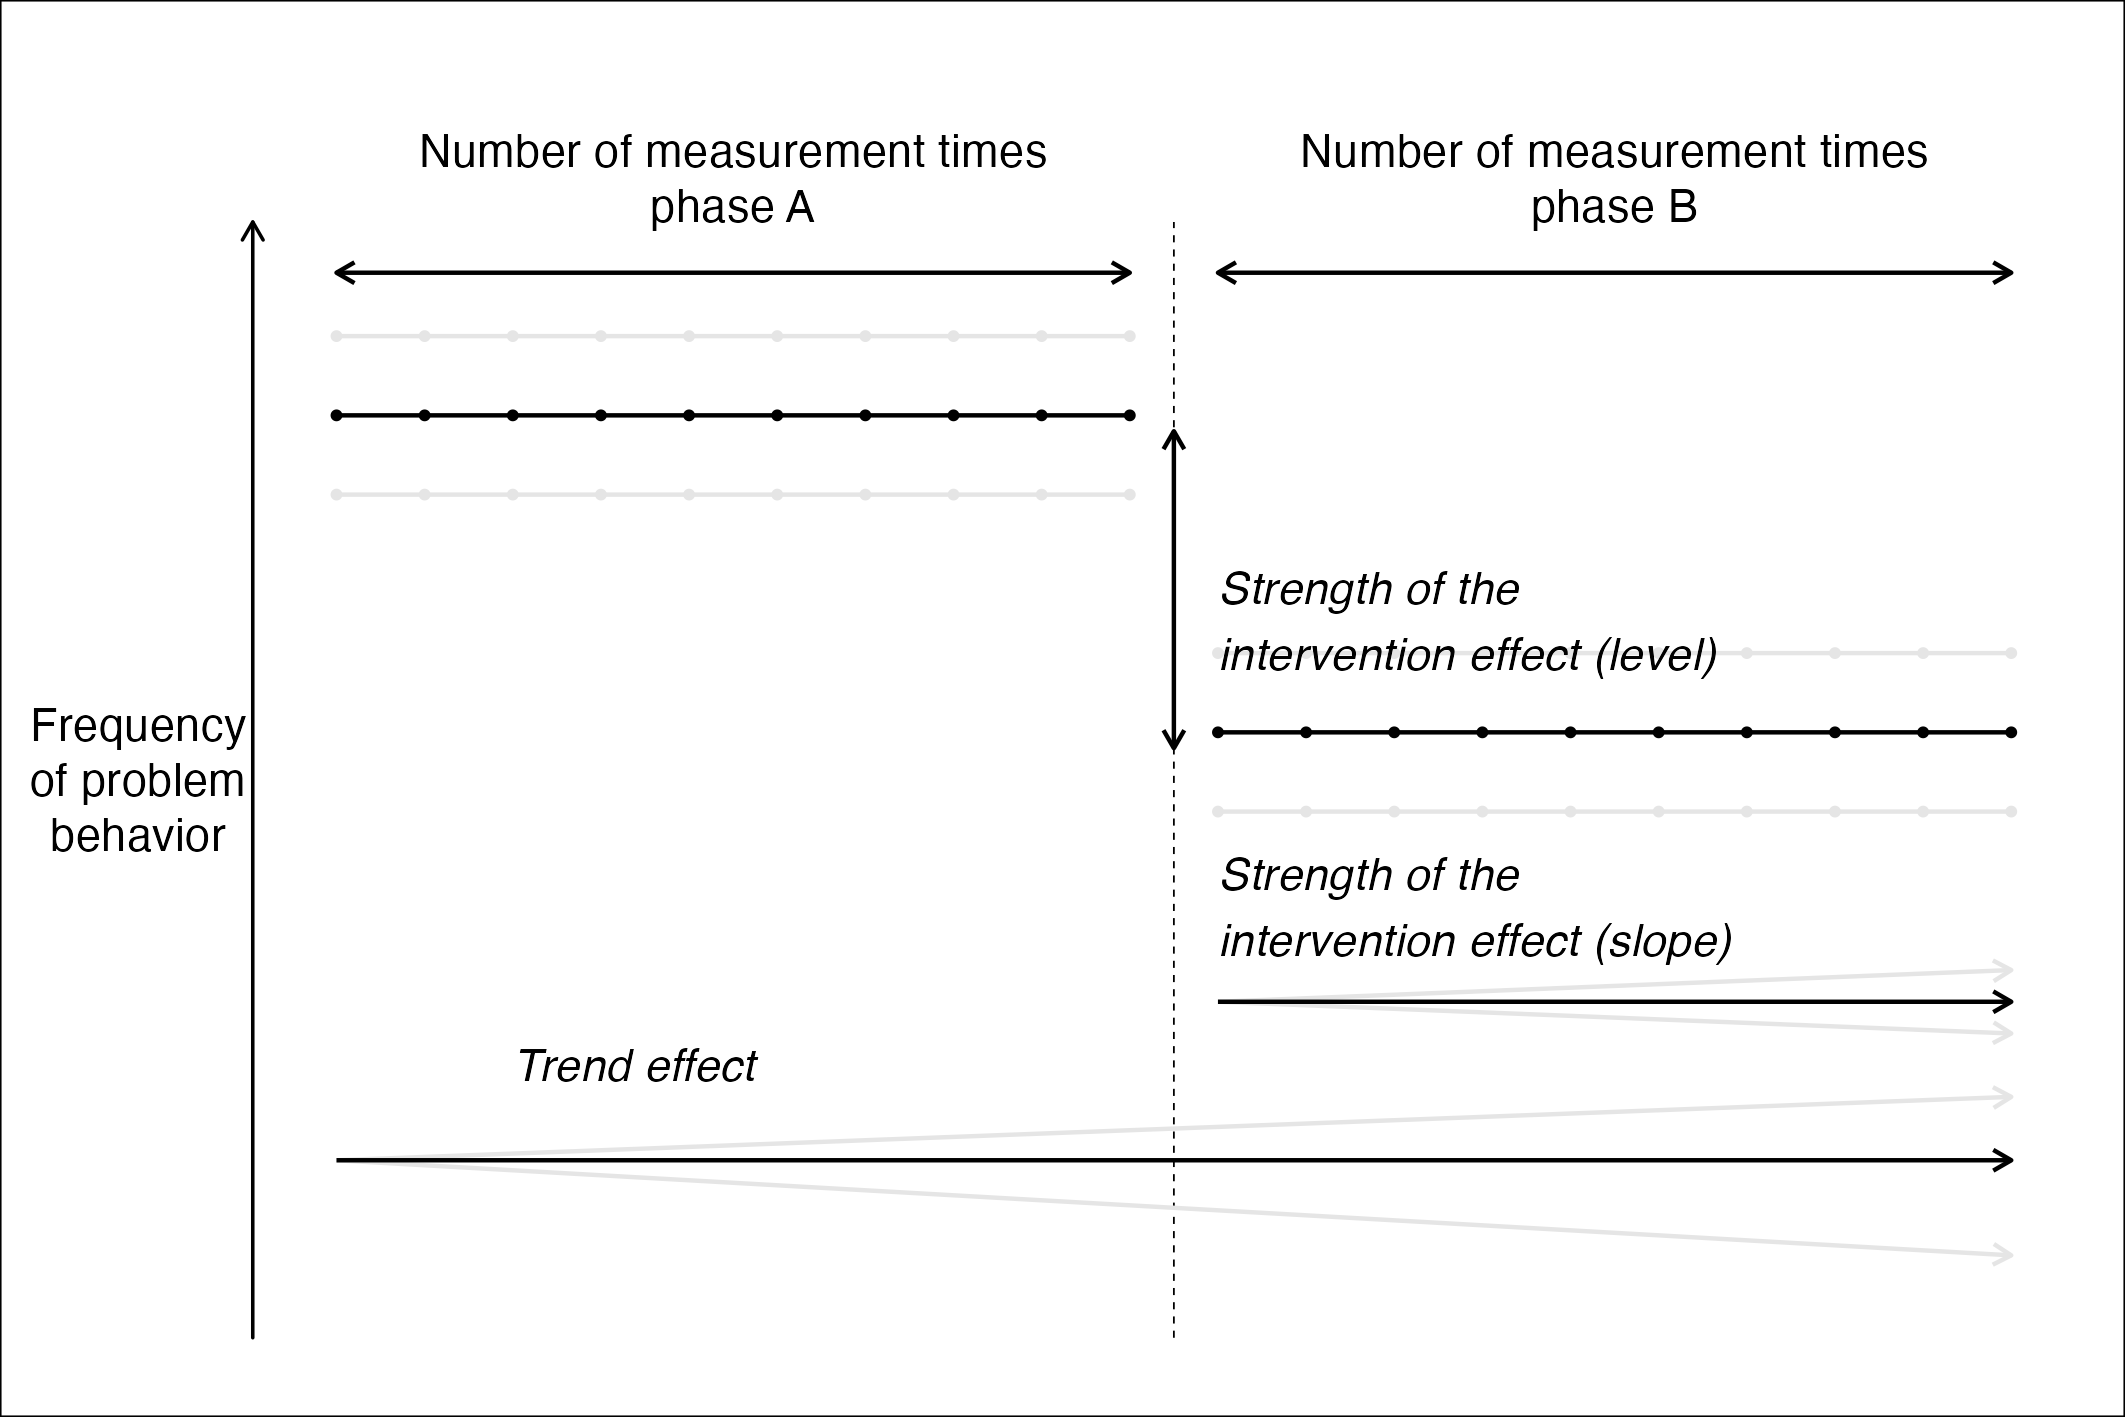 Number of measurement times
phase A
Number of measurement times
phase B
Strength of the
intervention effect (level)
Frequency
of problem
behavior
Strength of the
intervention effect (slope)
Trend effect